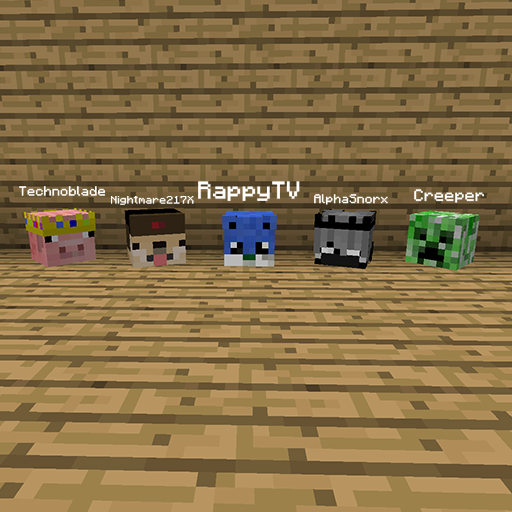 Technoblade
Nightmare217X
RappyTV
AlphaSnorx
Creeper